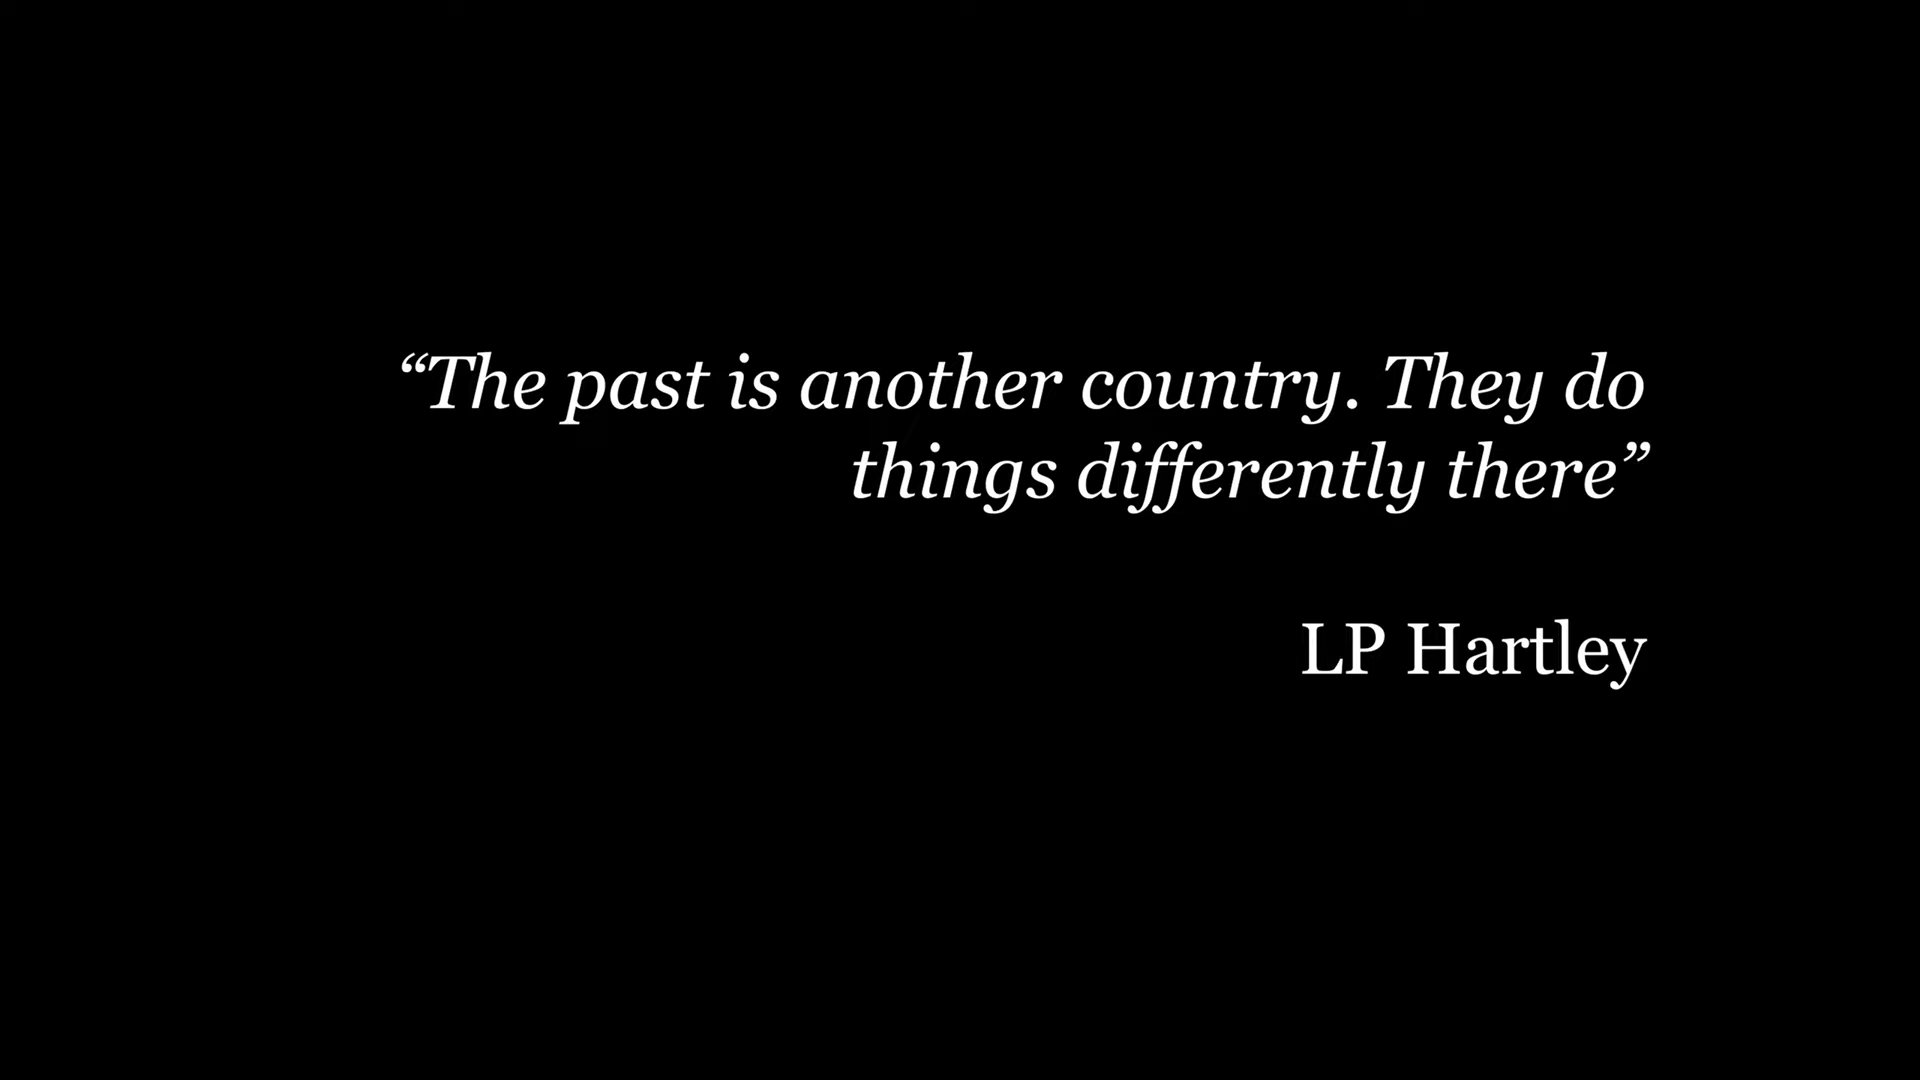 “The past is another country. They do
things differently there”
LP Hartley